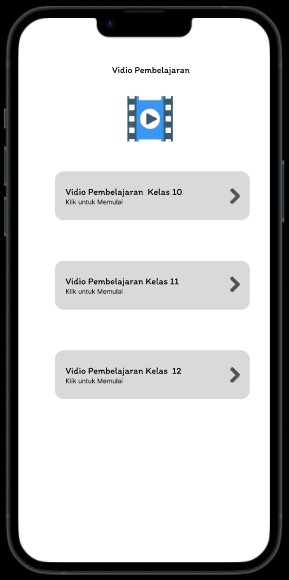 Vidio Pembelajaran
Vidio Pembelajaran Kelas 10
Klik untuk Memulai
Vidio Pembelajaran Kelas 11
Klik untuk Memulai
Vidio Pembelajaran Kelas 12
Klik untuk Memulai